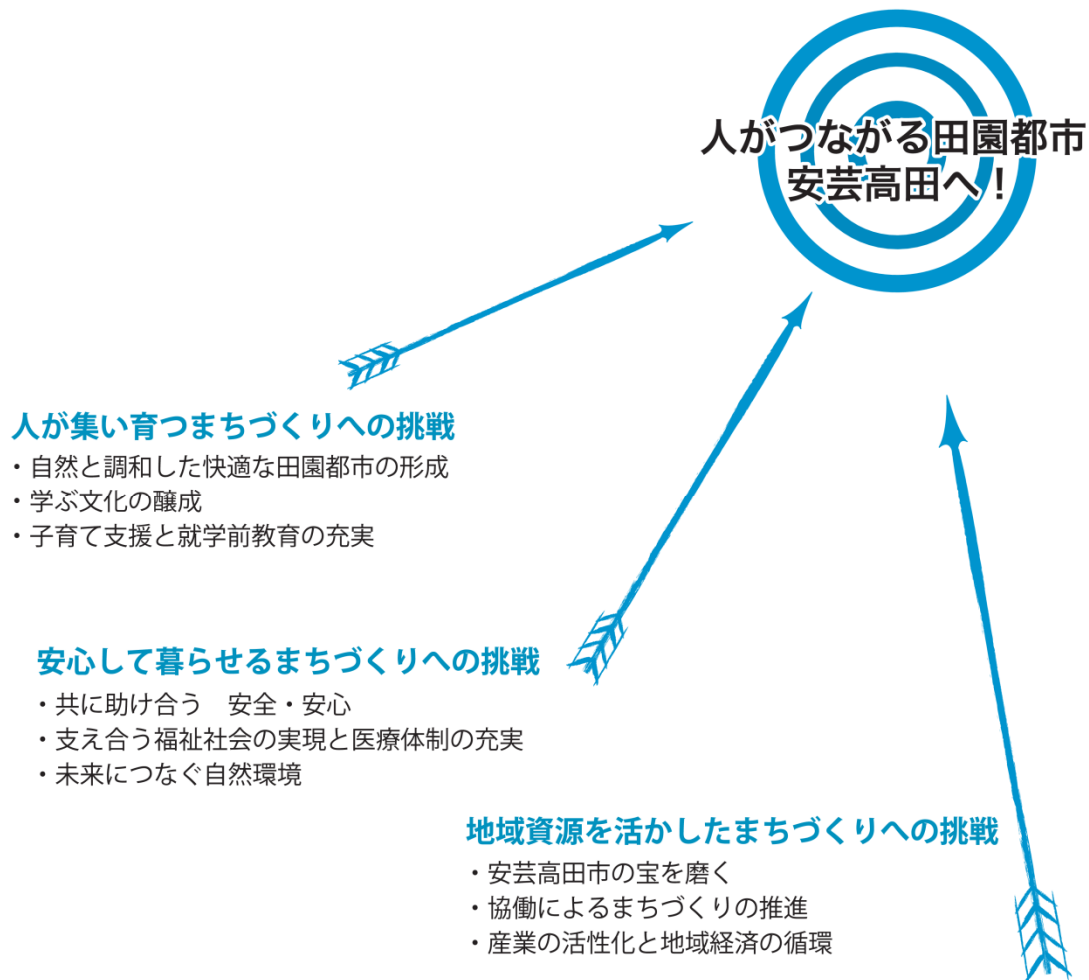 人がつながる田園都市
安芸高田へ！
人が集い育つまちづくりへの挑戦
・自然と調和した快適な田園都市の形成
・学ぶ文化の醸成
・子育て支援と就学前教育の充実
安心して暮らせるまちづくりへの挑戦
・共に助け合う　安全・安心
・支え合う福祉社会の実現と医療体制の充実
・未来につなぐ自然環境
地域資源を活かしたまちづくりへの挑戦
・安芸高田市の宝を磨く
・協働によるまちづくりの推進
・産業の活性化と地域経済の循環